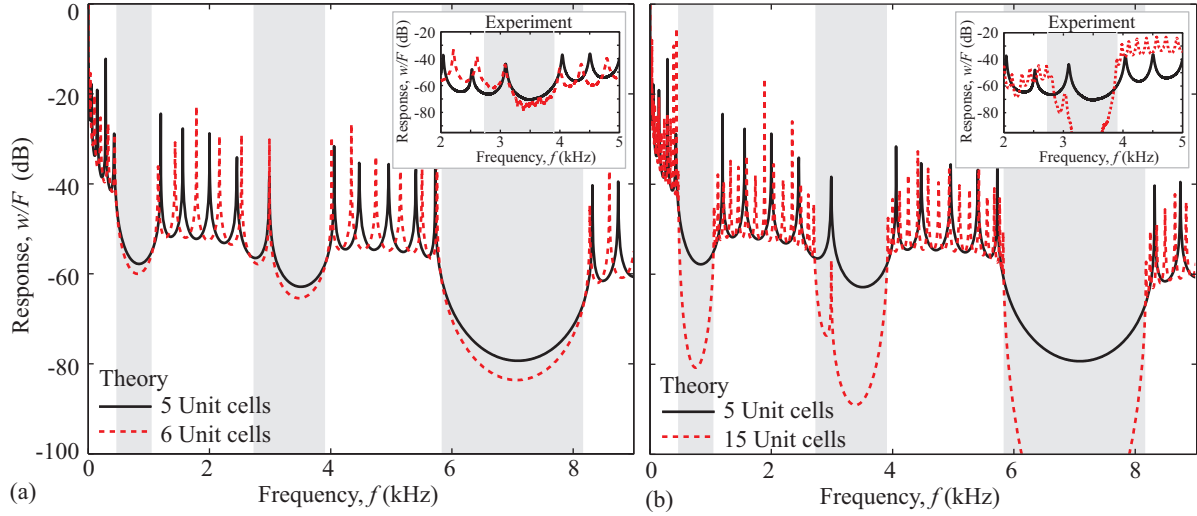 0
-20
-40
-60
-80
-100
Response, w/F (dB)
0
2
4
6
8
Frequency, f (kHz)
(a)
Theory
5 Unit cells
6 Unit cells
Experiment
-20
-40
-60
-80
Response, w/F (dB)
2
3
4
5
Frequency, f (kHz)
0
2
4
6
8
Frequency, f (kHz)
(b)
Theory
5 Unit cells
15 Unit cells
Experiment
-20
-40
-60
-80
Response, w/F (dB)
2
3
4
5
Frequency, f (kHz)